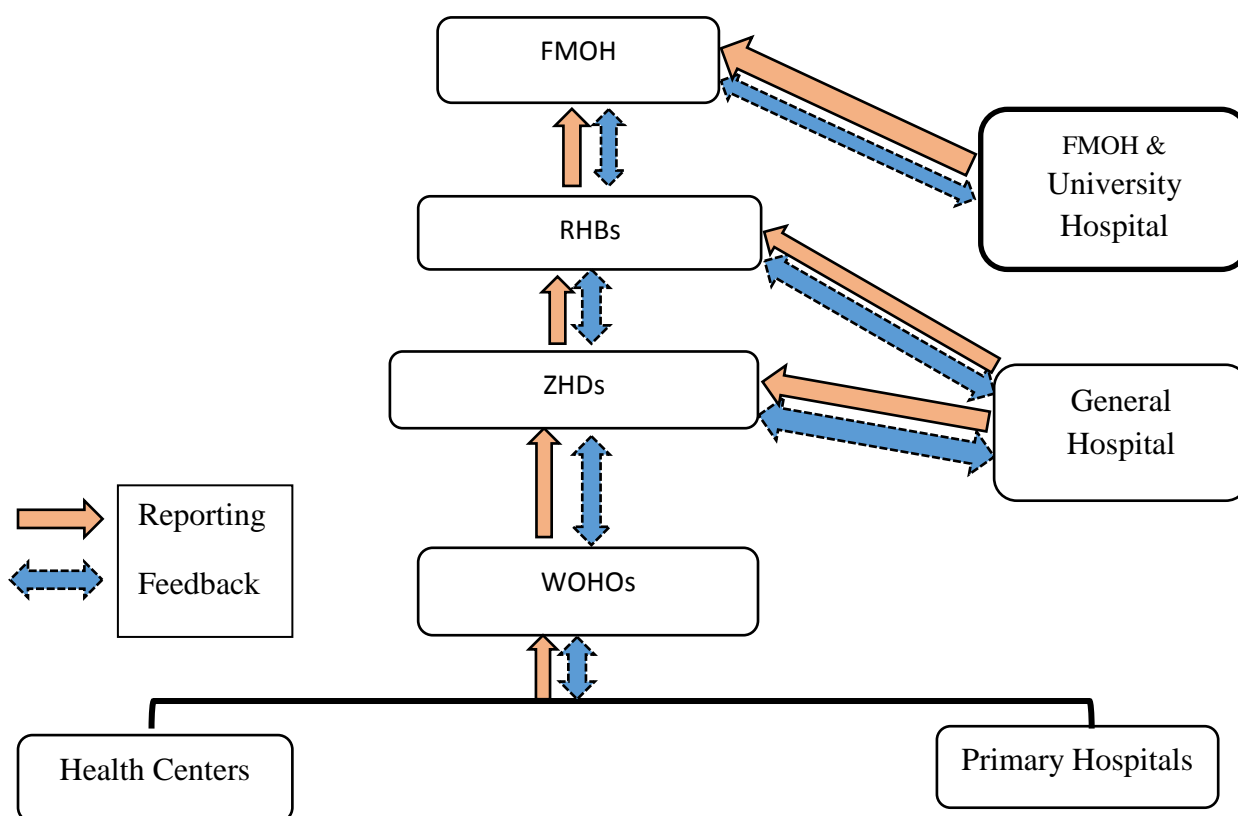 FMOH
FMOH &
University
Hospital
RHBs
ZHDs
General
Hospital
Reporting
Feedback
WOHOs
Health Centers
Primary Hospitals